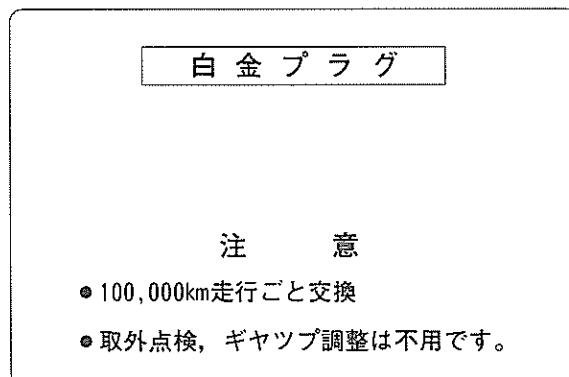 白金プラグ
注 意
●100,000km走行ごと交換
●取外点検，ギヤツプ調整は不用です。